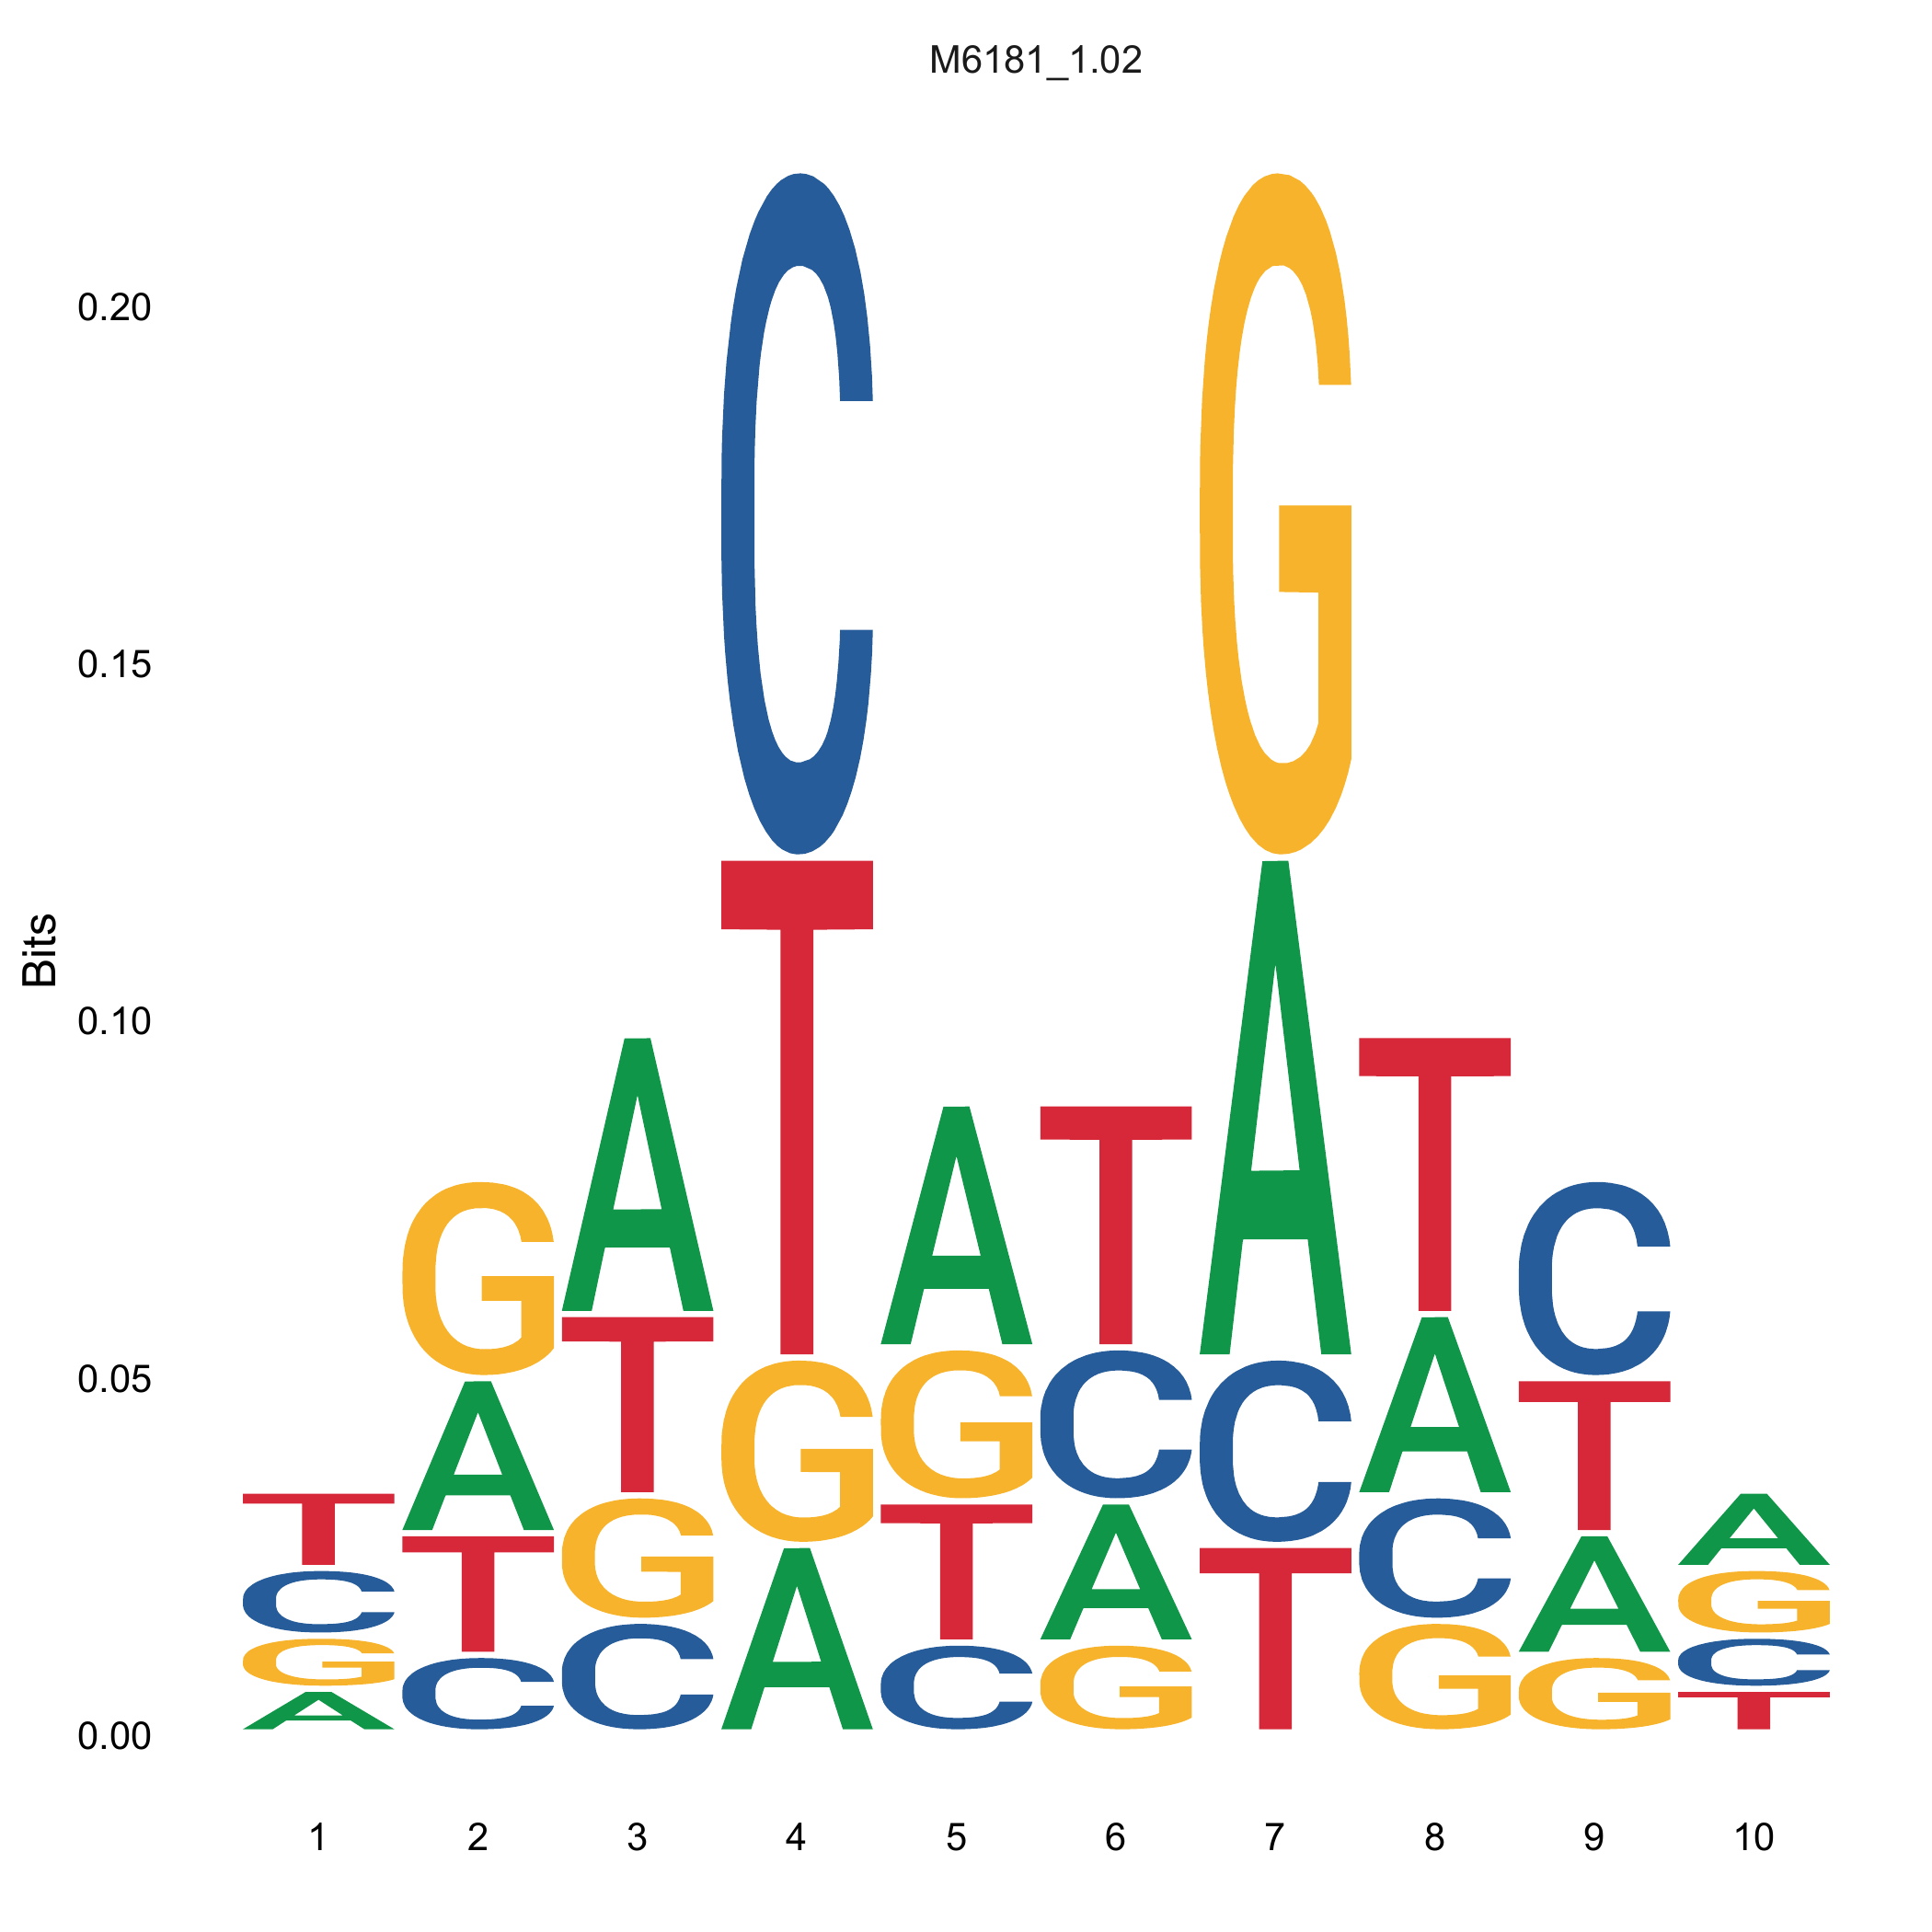 M6181_1.02
0.20
0.15
0.10
0.05
0.00
Bits
T C G A
G A T C
A T G C
C T G A
A G T C
T C A G
G A C T
T A C G
C T A G
A G C T
1 2 3 4 5 6 7 8 9 10